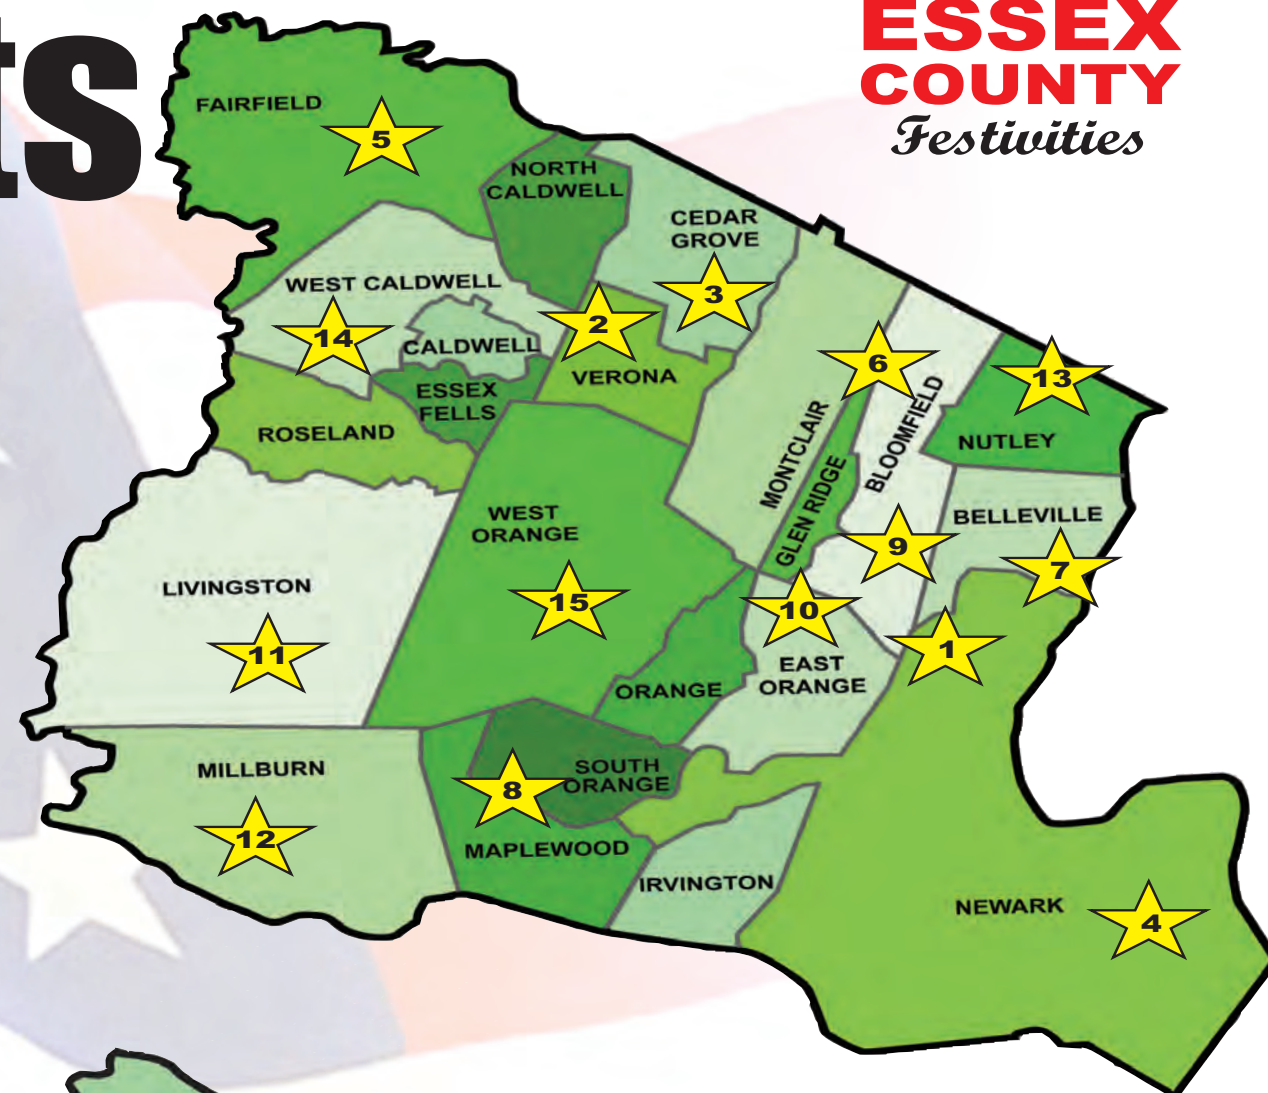 ts
ESSEX
COUNTY
Festivities
FAIRFIELD
5
NORTH
CALDWELL
CEDAR
GROVE
3
WEST CALDWELL
14
CALDWELL
2
VERONA
ESSEX
FELLS
ROSELAND
6
13
NUTLEY
MONTCLAIR
GLEN RIDGE
BLOOMFIELD
BELLEVILLE
7
9
WEST
ORANGE
15
LIVINGSTON
11
10
EAST
ORANGE
1
ORANGE
MILLBURN
12
SOUTH
ORANGE
8
MAPLEWOOD
IRVINGTON
NEWARK
4